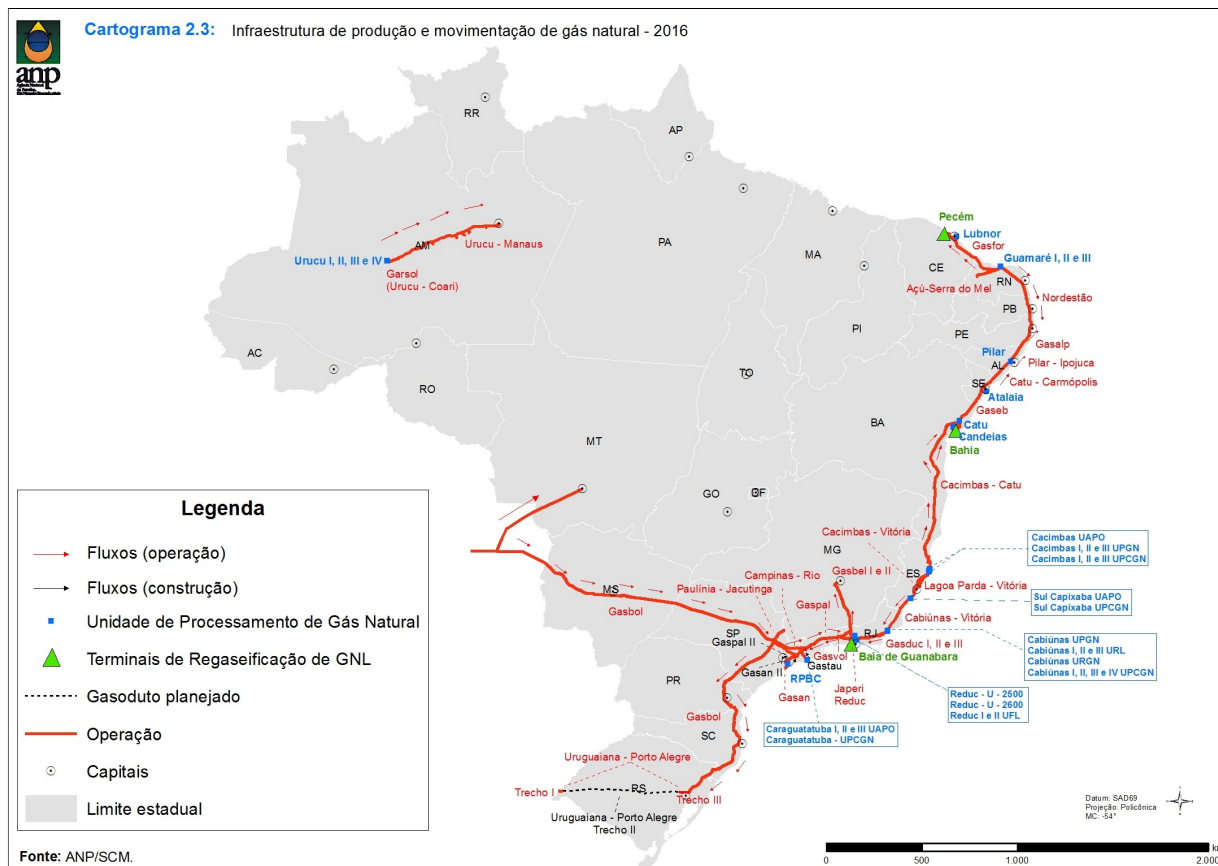 Cartograma 2.3: Infraestrutura de produção e movimentação de gás natural - 2016
anp
RR
AP
AM
PA
MA
CE
RN
PB
PE
PI
AL
SE
BA
TO
AC
RO
MT
GO
DF
MG
ES
MS
SP
RJ
PR
SC
RS
Urucu I, II, III e IV
Urucu - Manaus
Garsol
(Urucu - Coari)
Pecém
Lubnor
Gasfor
Guamaré I, II e III
Açú-Serra do Mel
Nordestão
Gasalp
Pilar
Pilar - Ipojuca
Catu - Carmópolis
Atalaia
Gaseb
Catu
Candeias
Bahia
Cacimbas - Catu
Cacimbas - Vitória
Cacimbas UAPO
Cacimbas I, II e III UPGN
Cacimbas I, II e III UPCGN
Lagoa Parda - Vitória
Sul Capixaba UAPO
Sul Capixaba UPCGN
Campinas - Rio
Gasbel I e II
Paulínia - Jacutinga
Gaspal
Gasbol
Cabiúnas - Vitória
Gasduc I, II e III
Cabiúnas UPGN
Cabiúnas I, II e III URL
Cabiúnas URGN
Cabiúnas I, II, III e IV UPCGN
Gaspal II
Gasvol
Baía de Guanabara
Gasan II
Gastau
RPBC
Gasan
Japeri
Reduc
Reduc - U - 2500
Reduc - U - 2600
Reduc I e II UFL
Caraguatatuba I, II e III UAPO
Caraguatatuba - UPCGN
Gasbol
Uruguaiana - Porto Alegre
Trecho I
Trecho III
Uruguaiana - Porto Alegre
Trecho II
Legenda
Fluxos (operação)
Fluxos (construção)
Unidade de Processamento de Gás Natural
Terminais de Regaseificação de GNL
Gasoduto planejado
Operação
Capitais
Limite estadual
Datum: SAD69
Projeção: Policônica
MC: -54°
km
0 500 1.000 2.000
Fonte: ANP/SCM.